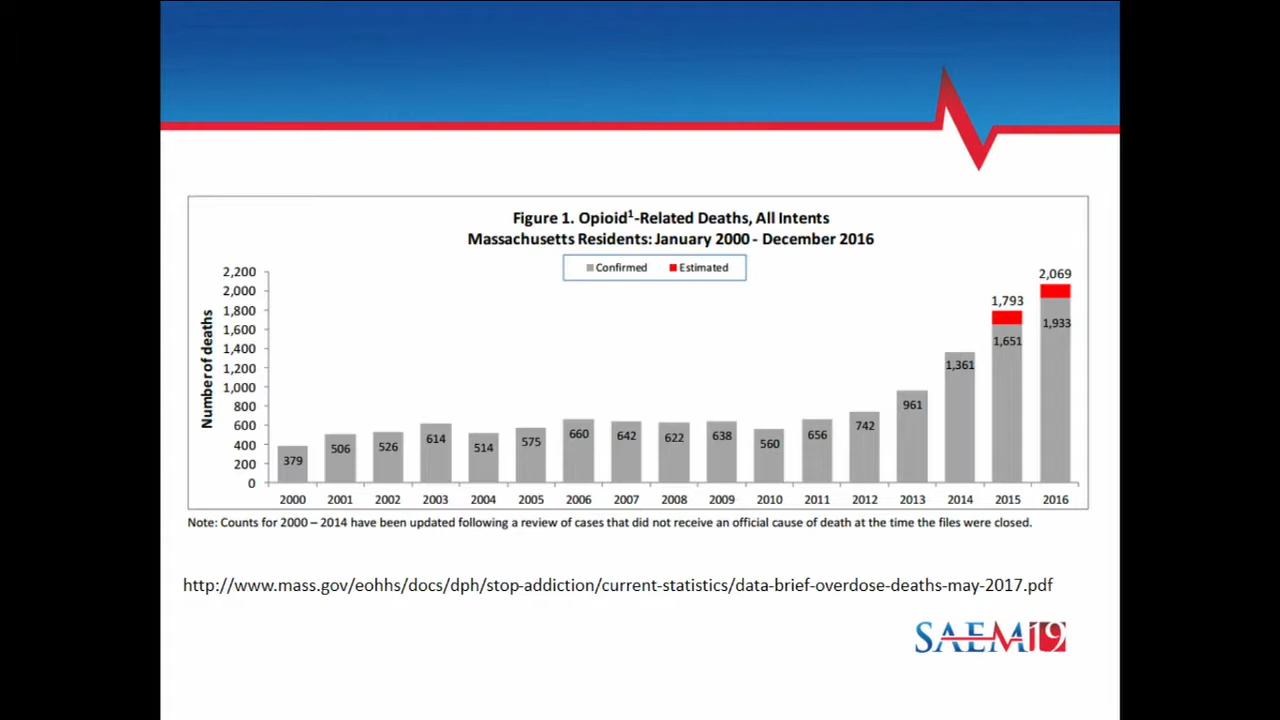 Figure 1. Opioid¹-Related Deaths, All Intents
Massachusetts Residents: January 2000 - December 2016
Confirmed Estimated
Number of deaths
2,200
2,000
1,800
1,600
1,400
1,200
1,000
800
600
400
200
0
379 506 526 614 514 575 660 642 622 638 560 656 742 961 1,361 1,651 1,933
1,793 2,069
2000 2001 2002 2003 2004 2005 2006 2007 2008 2009 2010 2011 2012 2013 2014 2015 2016
Note: Counts for 2000 – 2014 have been updated following a review of cases that did not receive an official cause of death at the time the files were closed.
http://www.mass.gov/eohhs/docs/dph/stop-addiction/current-statistics/data-brief-overdose-deaths-may-2017.pdf
SAEM19